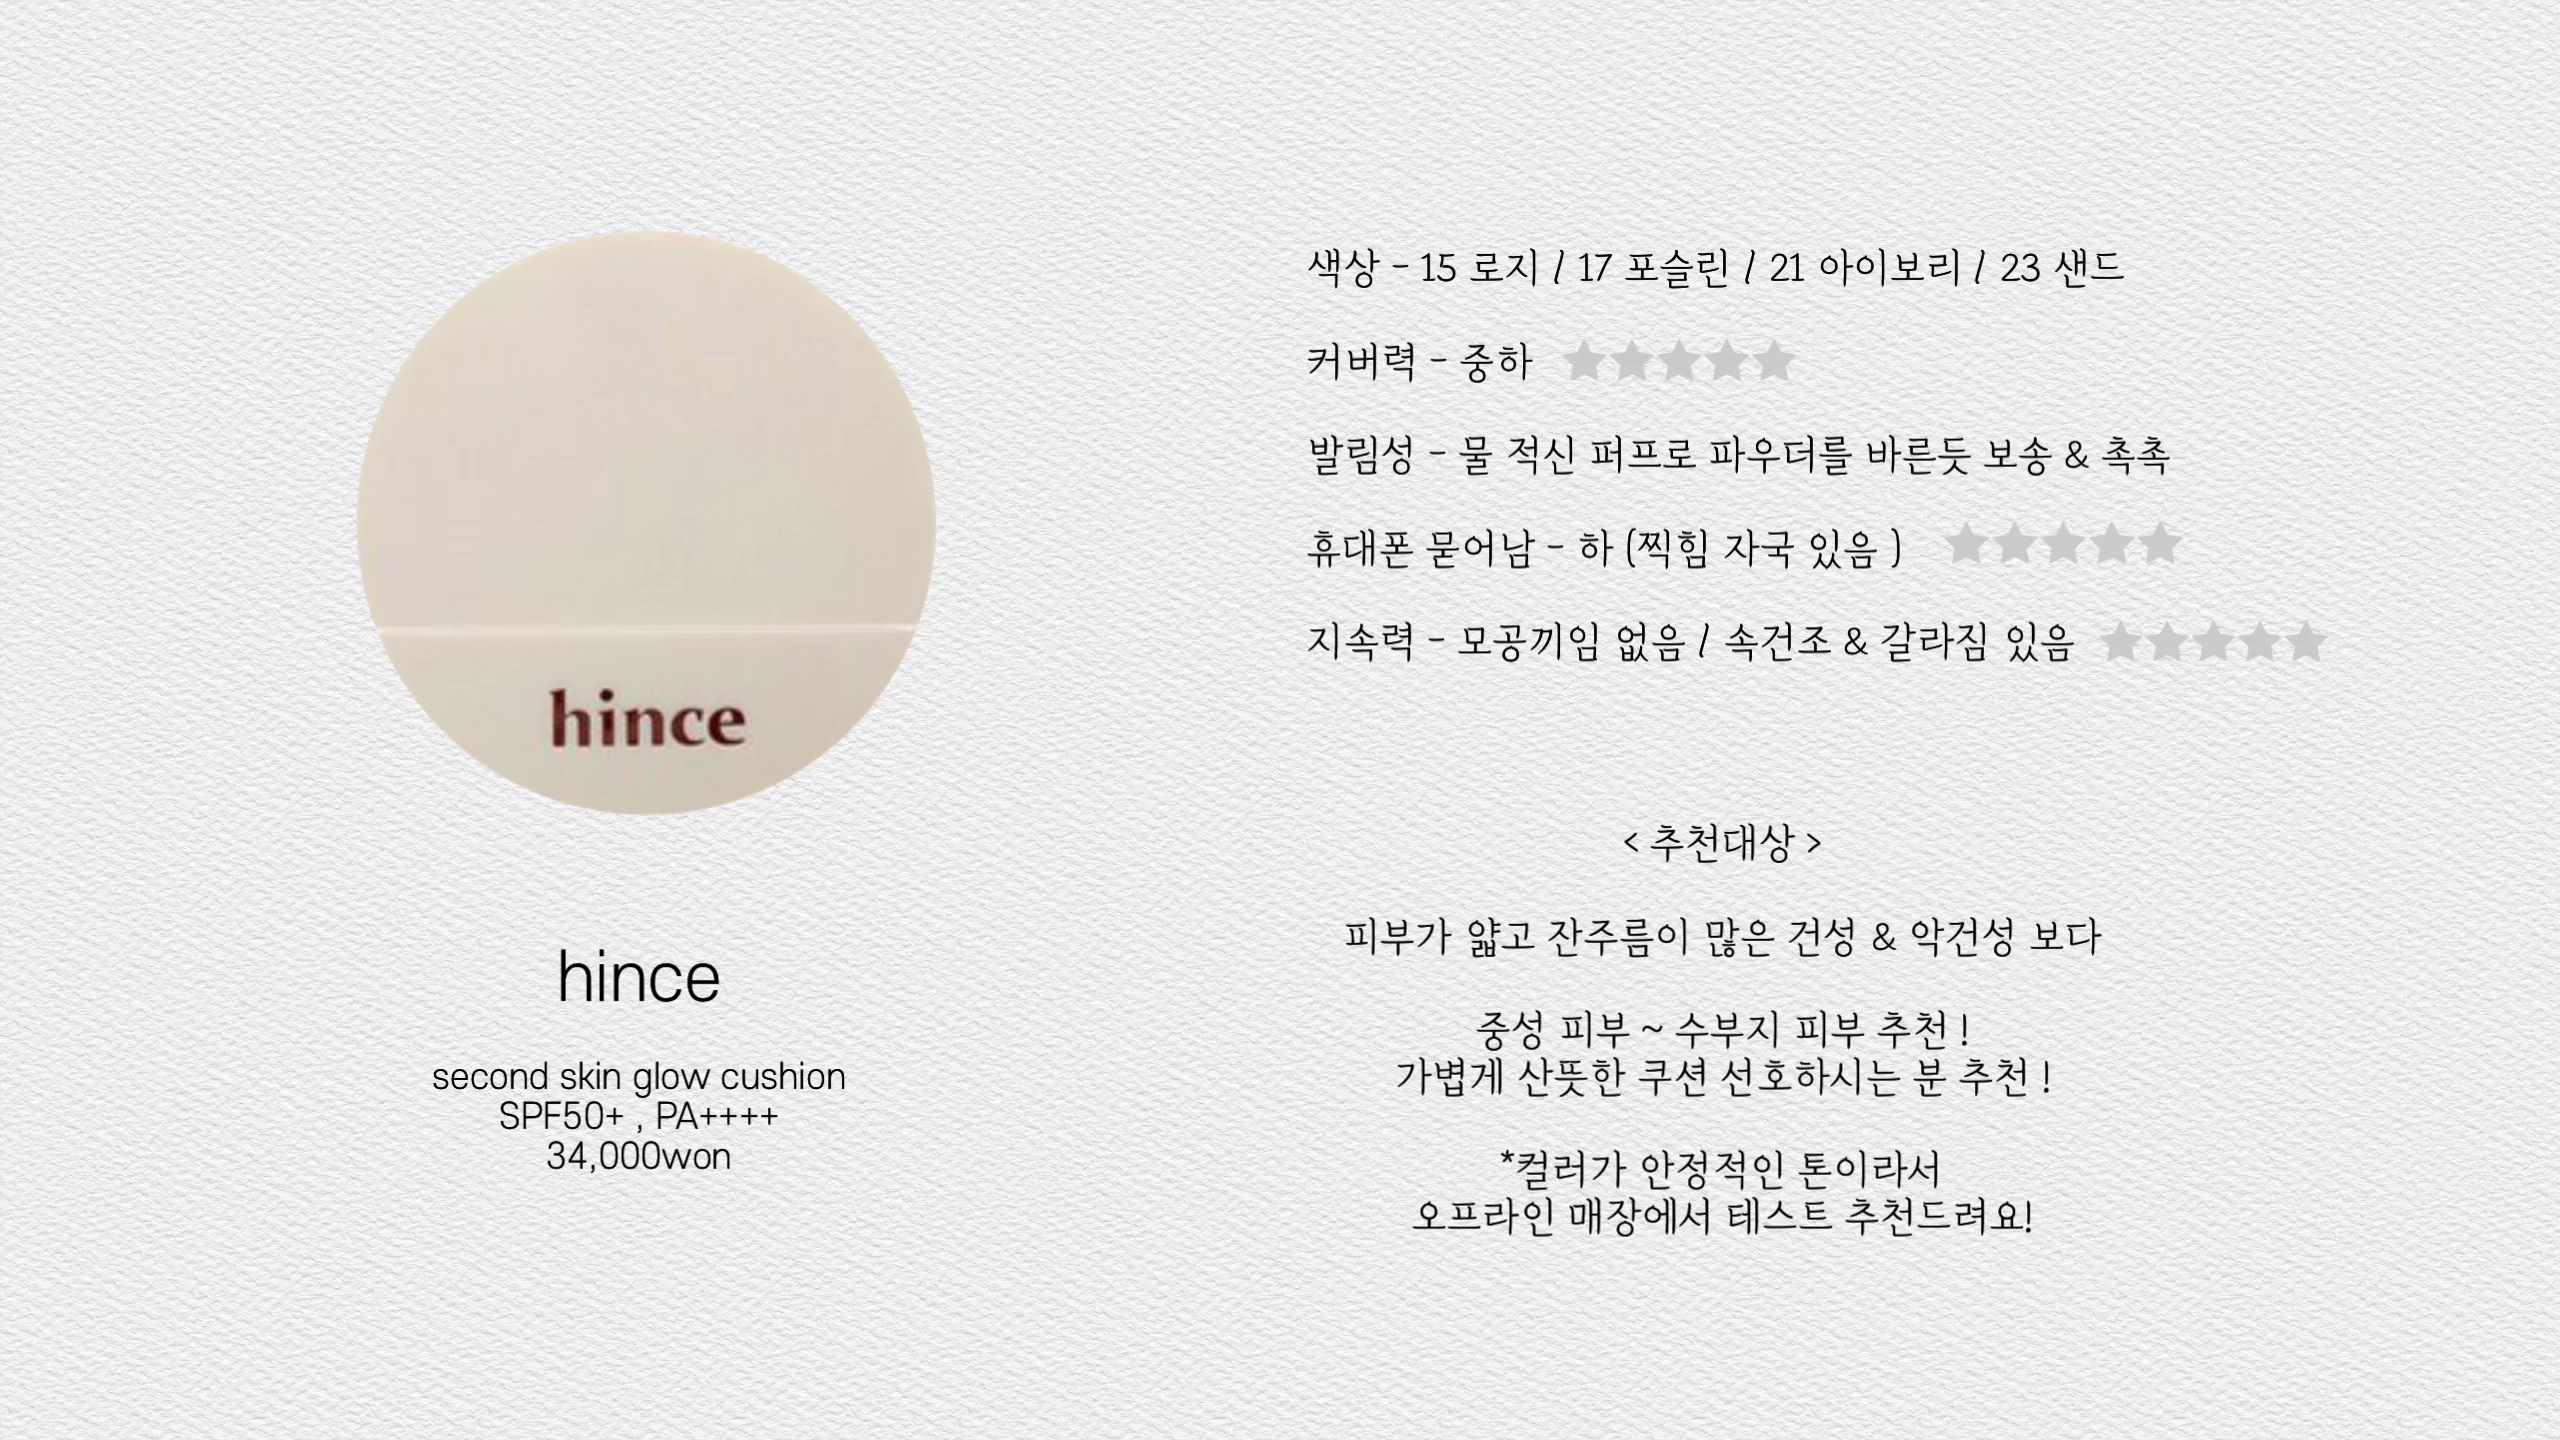 hince
hince
second skin glow cushion
SPF50+ , PA++++
34,000won
색상 - 15 로지 / 17 포슬린 / 21 아이보리 / 23 샌드
커버력 - 중하 ★★★★★
발림성 - 물 적신 퍼프로 파우더를 바른듯 보송 & 촉촉
휴대폰 묻어남 - 하 (찍힘 자국 있음 ) ★★★★★
지속력 - 모공끼임 없음 / 속건조 & 갈라짐 있음 ★★★★★
< 추천대상 >
피부가 얇고 잔주름이 많은 건성 & 악건성 보다
중성 피부 ~ 수부지 피부 추천 !
가볍게 산뜻한 쿠션 선호하시는 분 추천 !
*컬러가 안정적인 톤이라서
오프라인 매장에서 테스트 추천드려요!